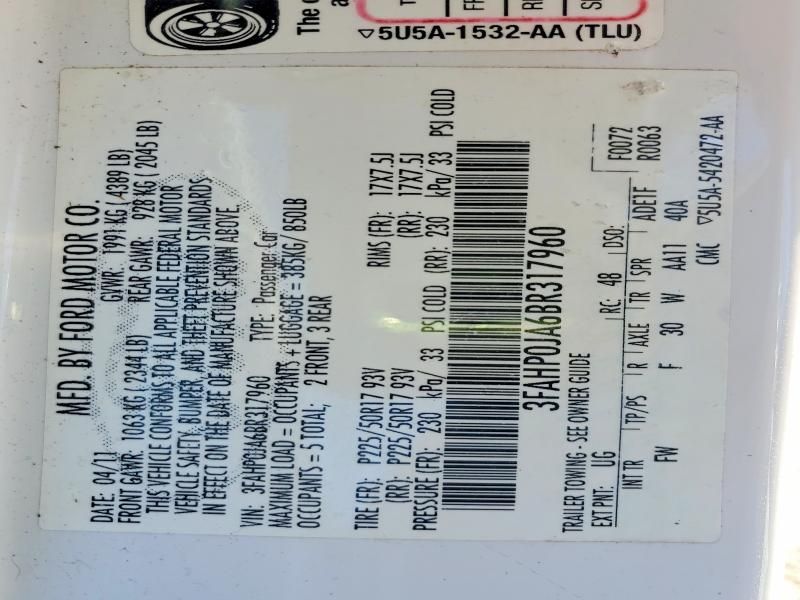 The
▽5U5A-1532-AA (TLU)
MFD. BY FORD MOTOR CO.
DATE: 04/11 GVWR: 1991 KG ( 4389 LB)
FRONT GAWR: 1063 KG ( 2344 LB) REAR GAWR: 928 KG ( 2045 LB)
THIS VEHICLE CONFORMS TO ALL APPLICABLE FEDERAL MOTOR
VEHICLE SAFETY, BUMPER, AND THEFT PREVENTION STANDARDS
IN EFFECT ON THE DATE OF MANUFACTURE SHOWN ABOVE.
VIN: 3FAHP0JA6BR317960 TYPE: Passenger Car
MAXIMUM LOAD = OCCUPANTS + LUGGAGE = 385KG/ 850LB
OCCUPANTS = 5 TOTAL: 2 FRONT, 3 REAR
TIRE (FR): P225/50R17 93V RIMS (FR): 17X7.5J
(RR): P225/50R17 93V (RR): 17X7.5J
PRESSURE (FR): 230 kPa/ 33 PSI COLD (RR): 230 kPa/ 33 PSI COLD
3FAHP0JA6BR317960
TRAILER TOWING - SEE OWNER GUIDE
F0072
R0063
EXT PNT: UG RC: 48 DSO:
INT TR TP/PS R AXLE TR SPR ADE1F
FW F 30 W AA11 40A
CMC ▽5U5A-5420472-AA